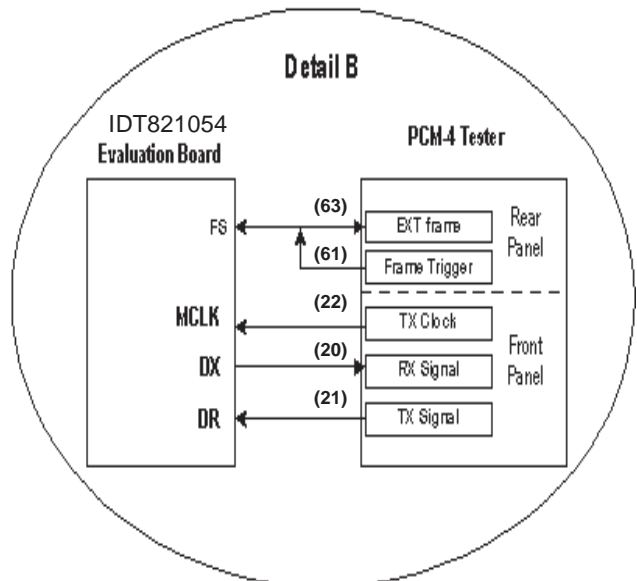 Detail B
IDT821054
Evaluation Board
PCM-4 Tester
FS
(63)
EXT frame
Rear
Panel
(61)
Frame Trigger
MCLK
(22)
TX Clock
DX
(20)
RX Signal
Front
Panel
DR
(21)
TX Signal